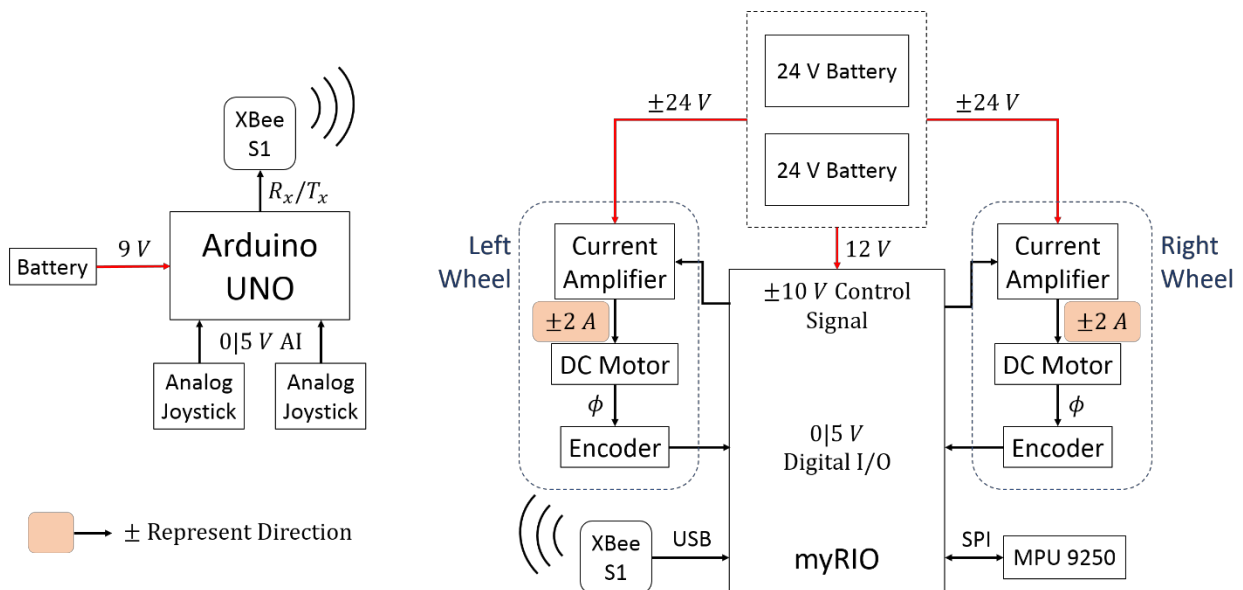 XBee
S1
R_x/T_x
9 V
Battery
Arduino
UNO
0|5 V AI
Analog
Joystick
Analog
Joystick
± Represent Direction
24 V Battery
24 V Battery
±24 V
±24 V
12 V
Left
Wheel
Current
Amplifier
±2 A
DC Motor
ϕ
Encoder
±10 V Control
Signal
0|5 V
Digital I/O
myRIO
Right
Wheel
Current
Amplifier
±2 A
DC Motor
ϕ
Encoder
XBee
S1
USB
SPI
MPU 9250